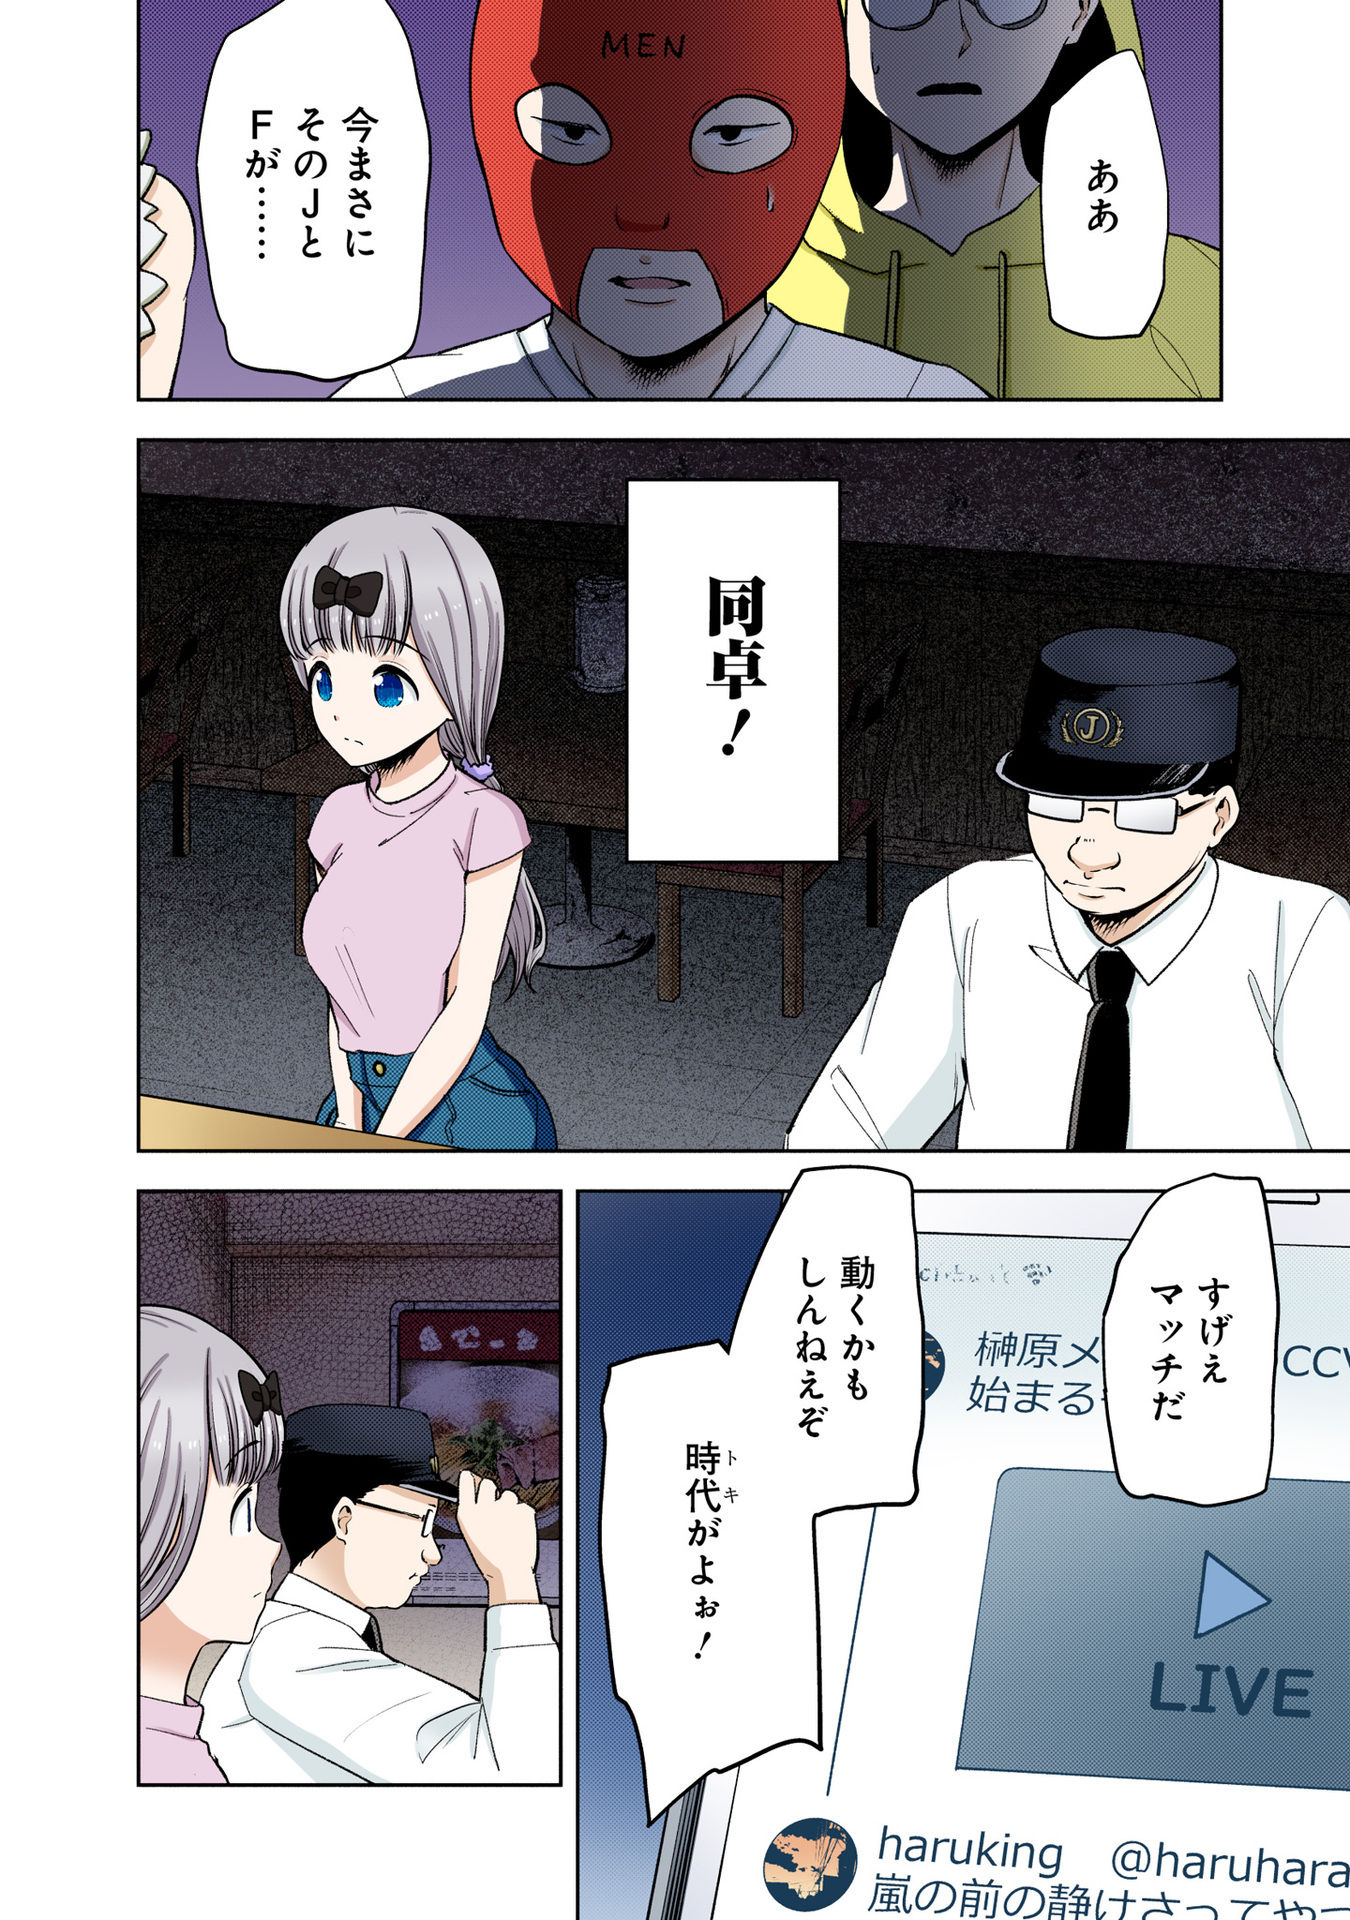 ああ
MEN
今まさに
そのJと
Fが……
同卓！
J
すげえ
マッチだ
動くかも
しんねえぞ
時代がよぉ！
トキ
榊原メ
CCV
始まる
LIVE
haruking @haruhara
嵐の前の静けさってやつ